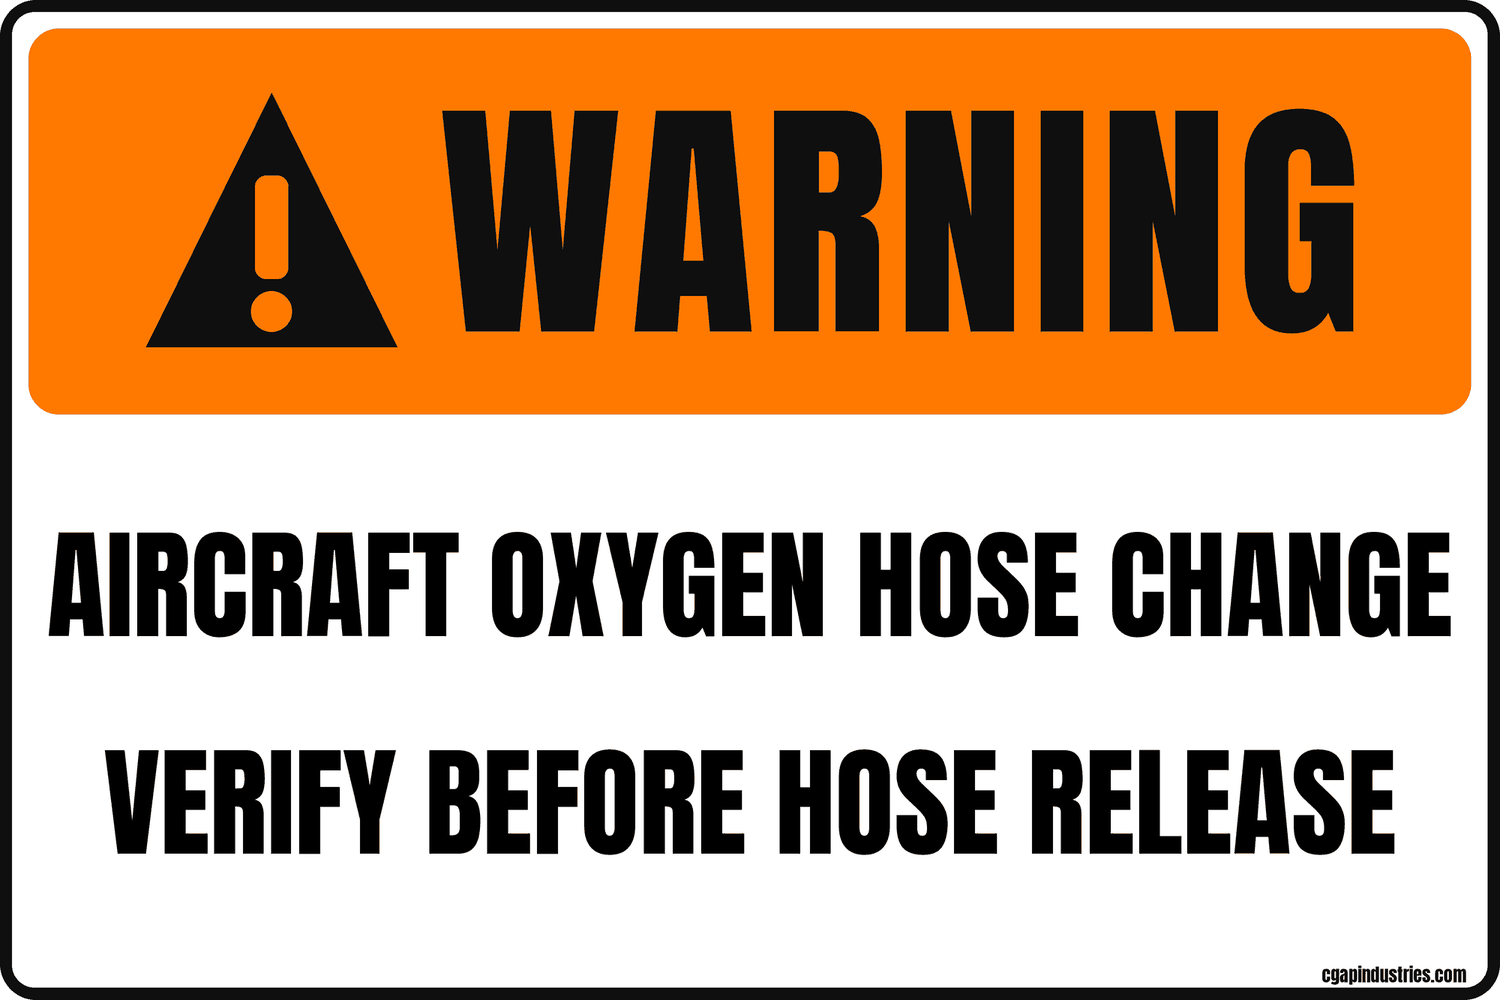 WARNING
AIRCRAFT OXYGEN HOSE CHANGE
VERIFY BEFORE HOSE RELEASE
cgapindustries.com